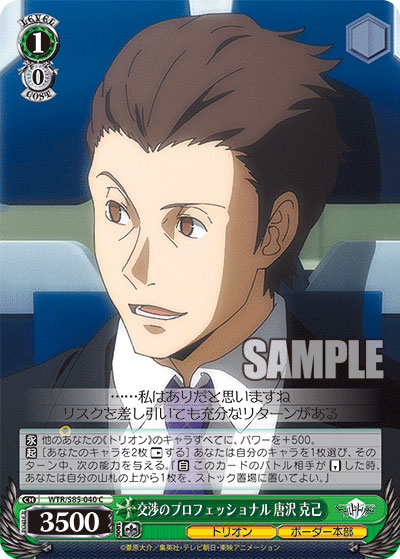 LEVEL
1
0
COST
SAMPLE
……私はありだと思いますね
リスクを差し引いても充分なリターンがある
永 他のあなたの《トリオン》のキャラすべてに、パワーを+500。
起 [あなたのキャラを2枚レストする] あなたは自分のキャラを1枚選び、そのターン中、次の能力を与える。『自 このカードのバトル相手がリバースした時、あなたは自分の山札の上から1枚を、ストック置場に置いてよい。』
CH WTR/S85-040 C
POWER
3500
交渉のプロフェッショナル 唐沢 克己
トリオン
ボーダー本部
©葦原大介/集英社・テレビ朝日・東映アニメーション